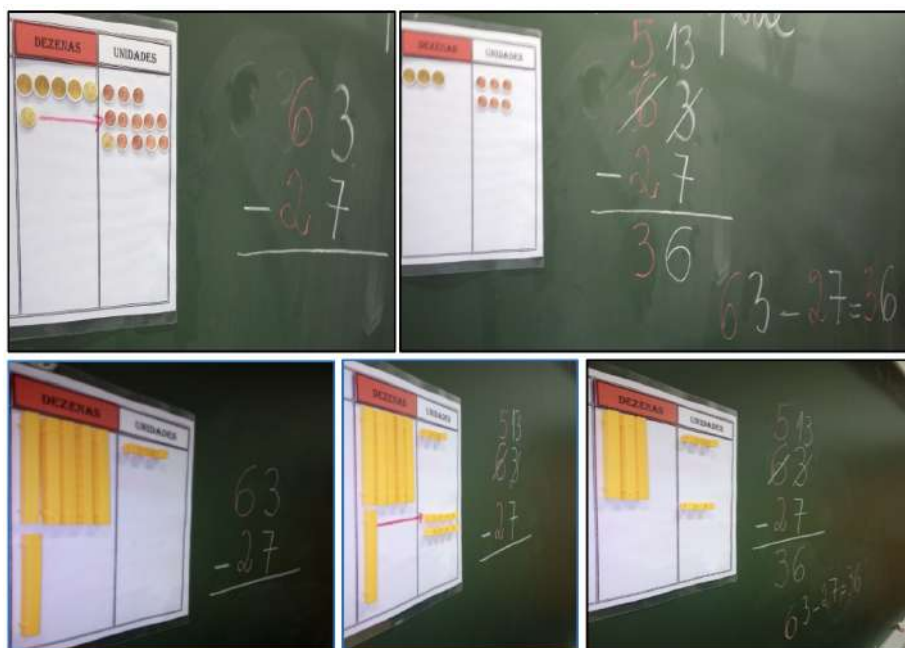 DEZENAS UNIDADES
63
- 27
DEZENAS UNIDADES
5 13
63
- 27
36
63 - 27 = 36
DEZENAS UNIDADES
63
- 27
DEZENAS UNIDADES
5 13
63
- 27
DEZENAS UNIDADES
5 13
63
- 27
36
63 - 27 = 36